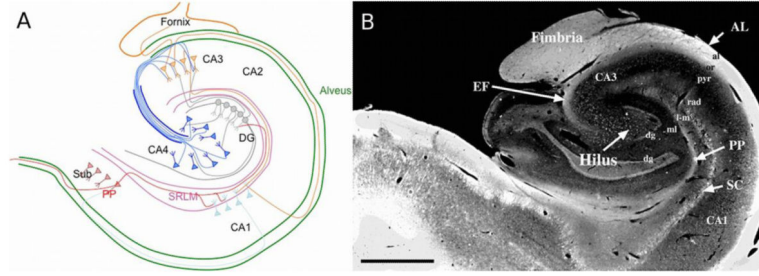 A
Fornix
CA3
CA2
Alveus
DG
CA4
Sub
PP
SRLM
CA1
B
Fimbria
AL
al
or
pyr
CA3
EF
rad
l-m
ml
dg
PP
Hilus
dg
SC
CA1